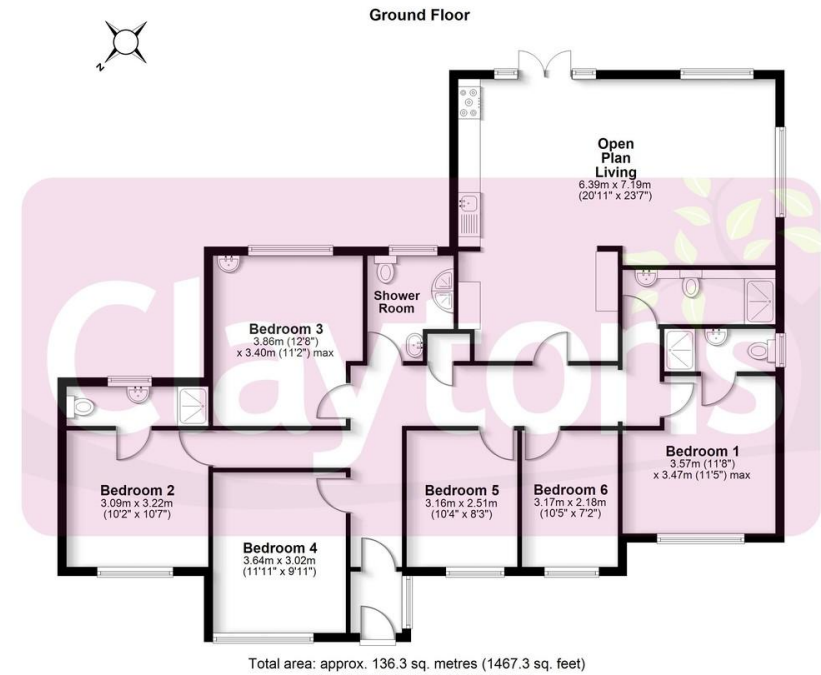 Ground Floor
N
Open
Plan
Living
6.39m x 7.19m
(20'11" x 23'7")
Shower
Room
Bedroom 3
3.86m (12'8")
x 3.40m (11'2") max
Claytons
Bedroom 1
3.57m (11'8")
x 3.47m (11'5") max
Bedroom 2
3.09m x 3.22m
(10'2" x 10'7")
Bedroom 5
3.16m x 2.51m
(10'4" x 8'3")
Bedroom 6
3.17m x 2.18m
(10'5" x 7'2")
Bedroom 4
3.64m x 3.02m
(11'11" x 9'11")
Total area: approx. 136.3 sq. metres (1467.3 sq. feet)